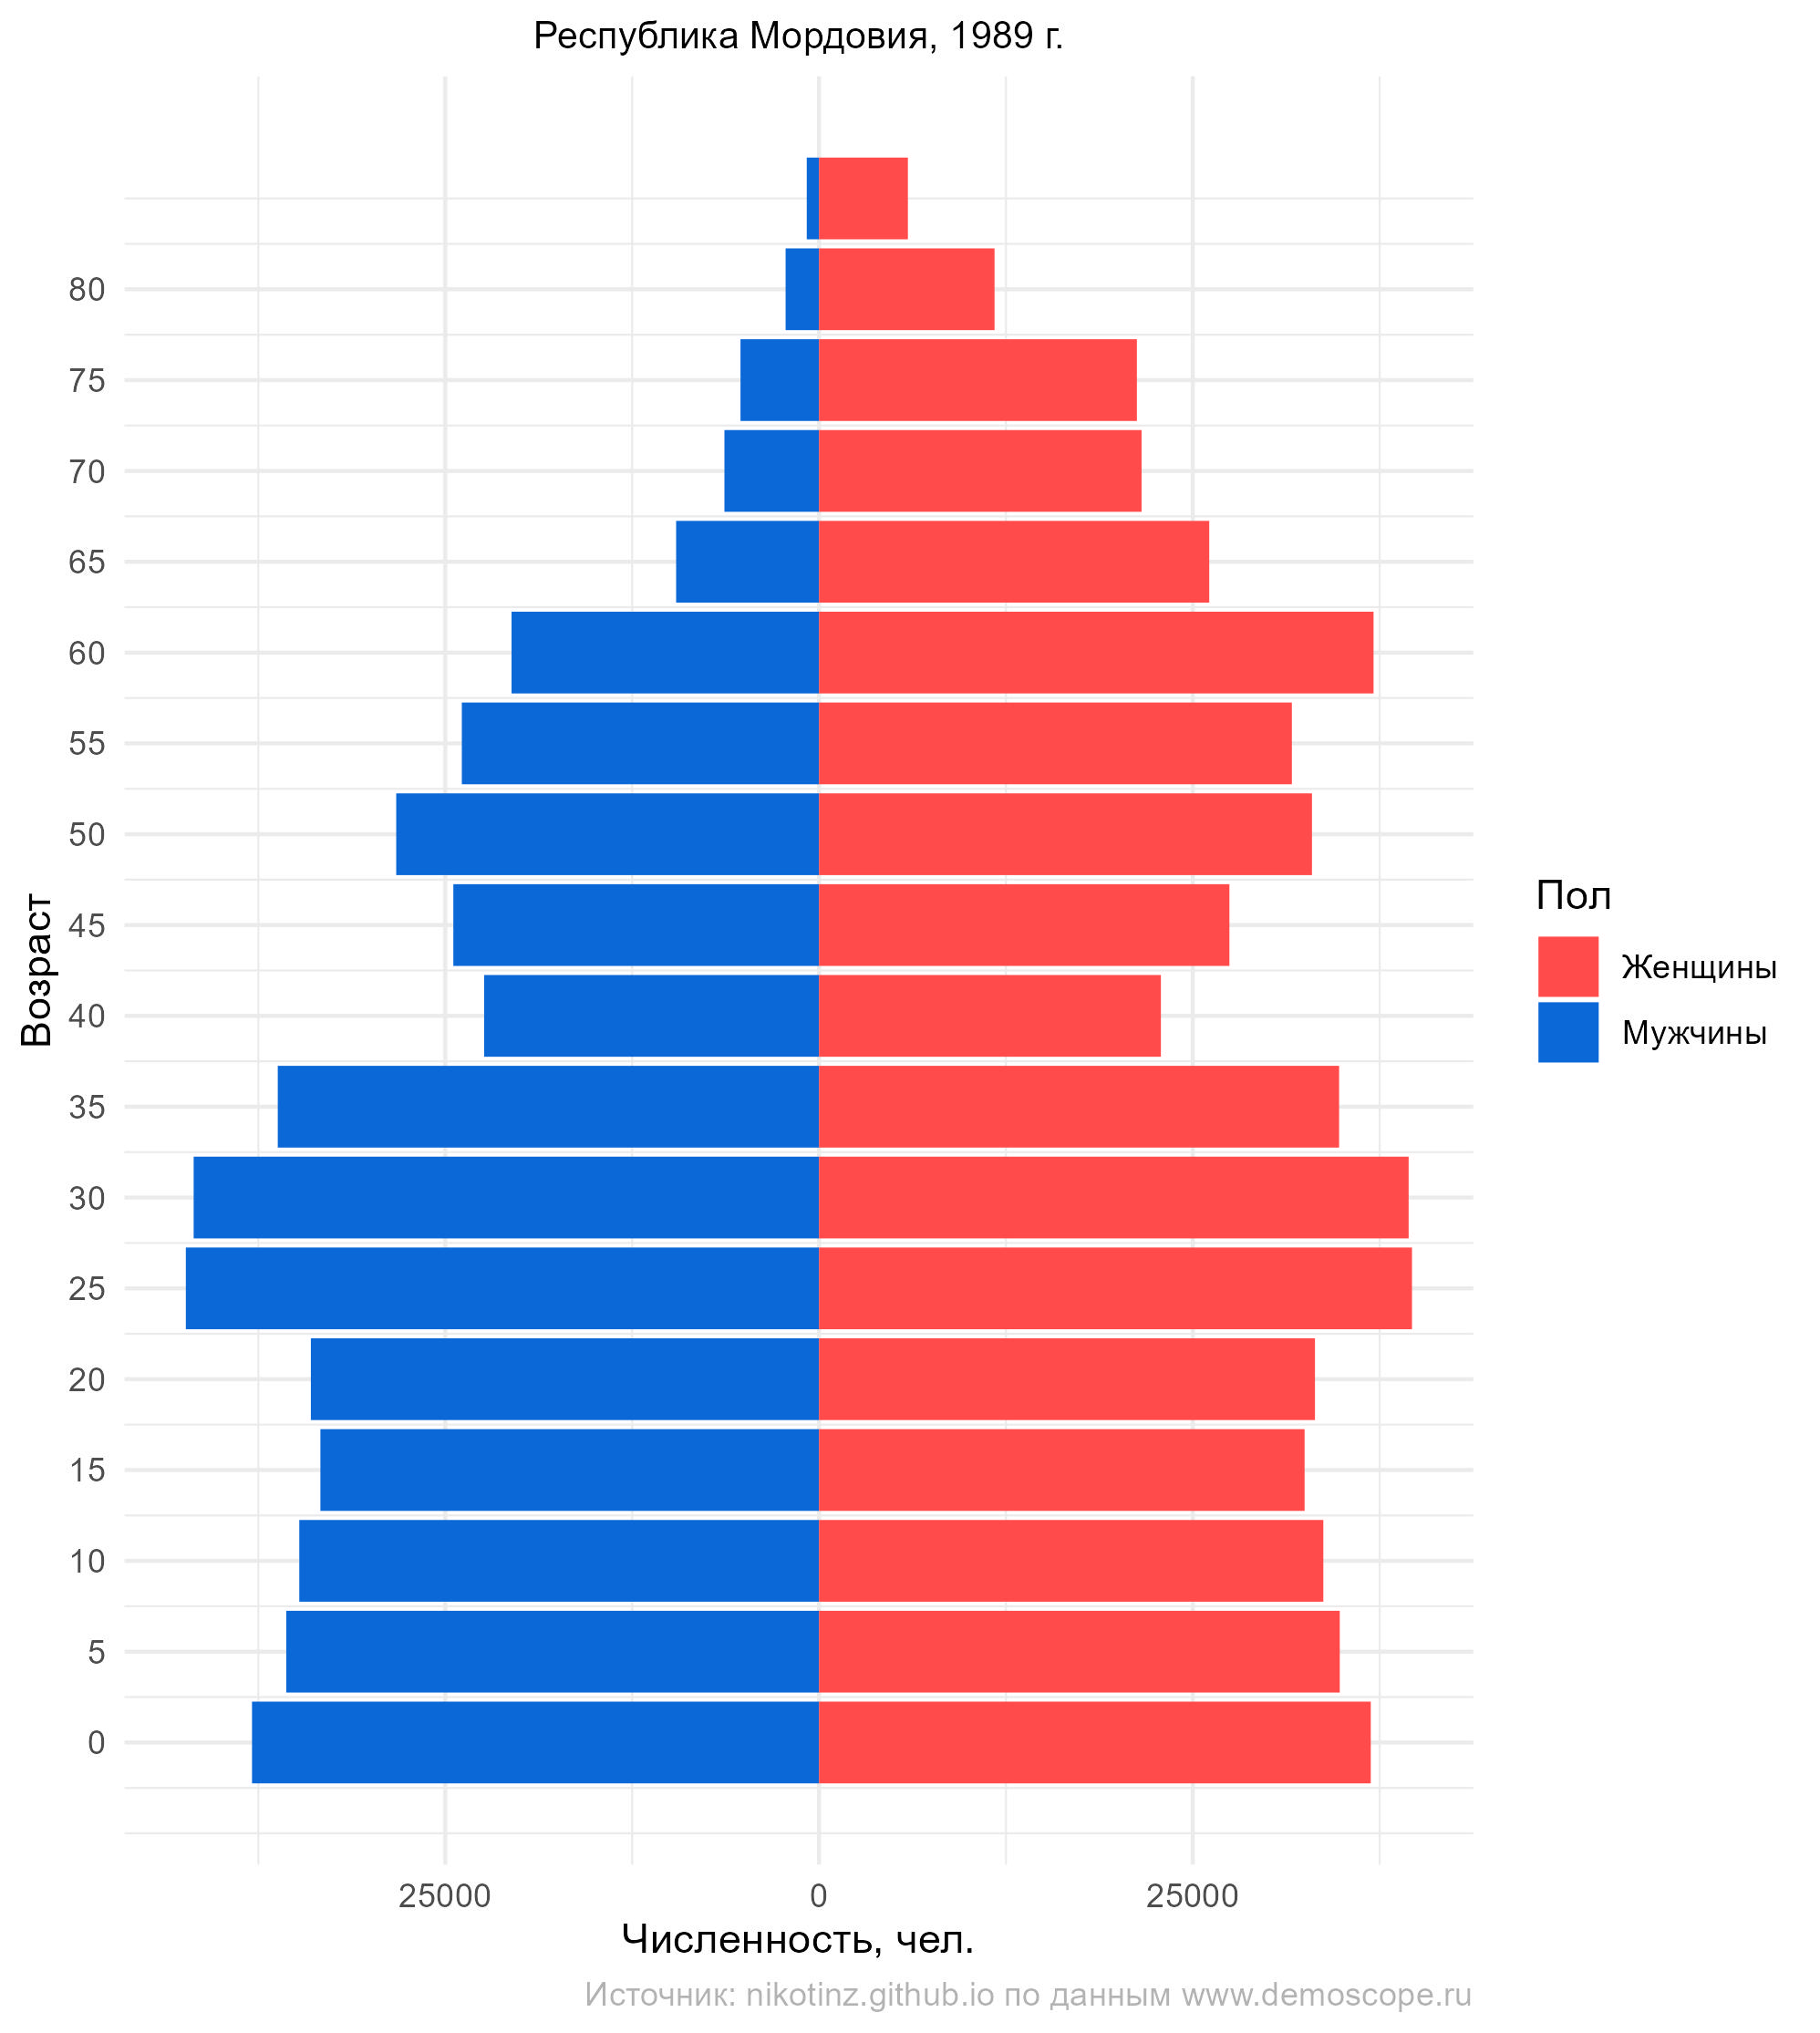 Республика Мордовия, 1989 г.
80
75
70
65
60
55
50
45
40
35
30
25
20
15
10
5
0
Возраст
25000 0 25000
Численность, чел.
Пол
Женщины
Мужчины
Источник: nikotinz.github.io по данным www.demoscope.ru